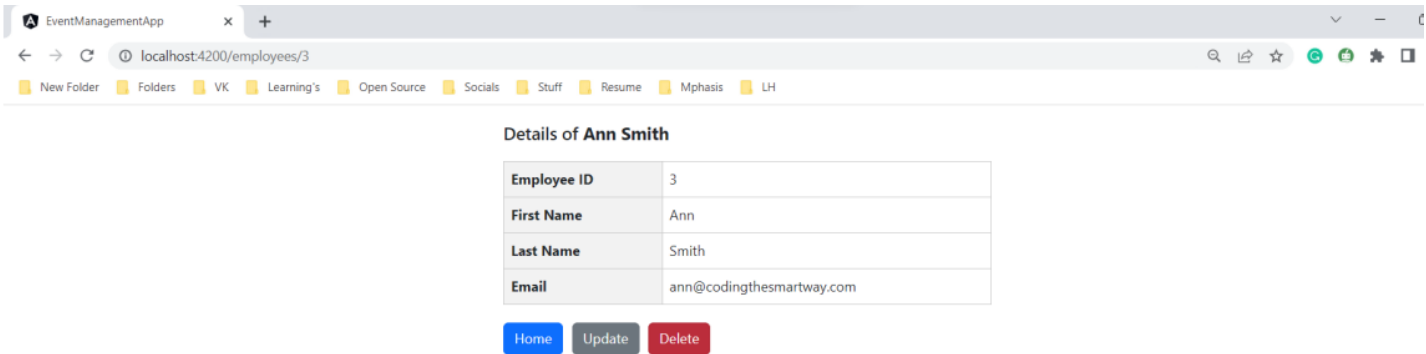 EventManagementApp
localhost:4200/employees/3
New Folder Folders VK Learning's Open Source Socials Stuff Resume Mphasis LH
Details of Ann Smith
Employee ID 3
First Name Ann
Last Name Smith
Email ann@codingthesmartway.com
Home Update Delete